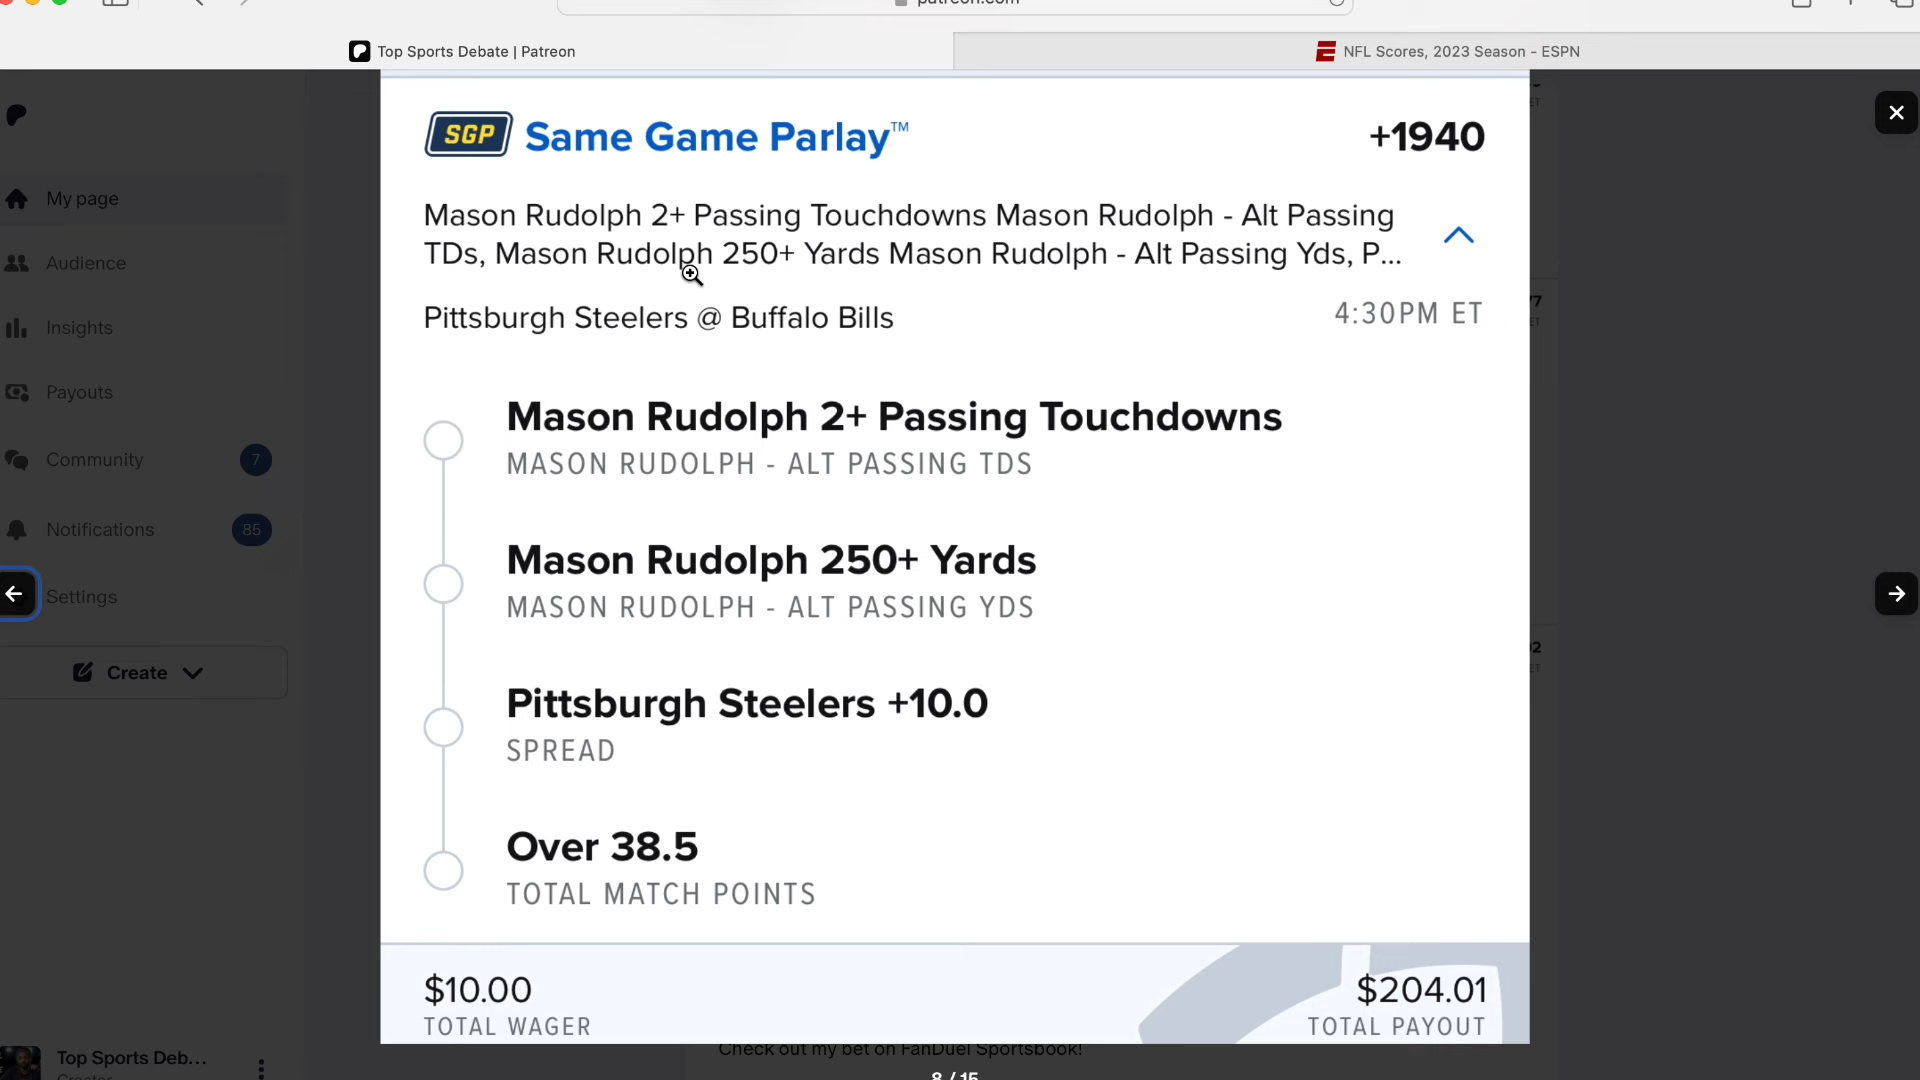 Top Sports Debate | Patreon
NFL Scores, 2023 Season - ESPN
SGP Same Game Parlay™ +1940
Mason Rudolph 2+ Passing Touchdowns Mason Rudolph - Alt Passing
TDs, Mason Rudolph 250+ Yards Mason Rudolph - Alt Passing Yds, P...
Pittsburgh Steelers @ Buffalo Bills 4:30PM ET
Mason Rudolph 2+ Passing Touchdowns
MASON RUDOLPH - ALT PASSING TDS
Mason Rudolph 250+ Yards
MASON RUDOLPH - ALT PASSING YDS
Pittsburgh Steelers +10.0
SPREAD
Over 38.5
TOTAL MATCH POINTS
$10.00 $204.01
TOTAL WAGER TOTAL PAYOUT
Check out my bet on FanDuel Sportsbook!
8 / 15
My page
Audience
Insights
Payouts
Community 7
Notifications 85
Settings
Create
Top Sports Deb...
Creator